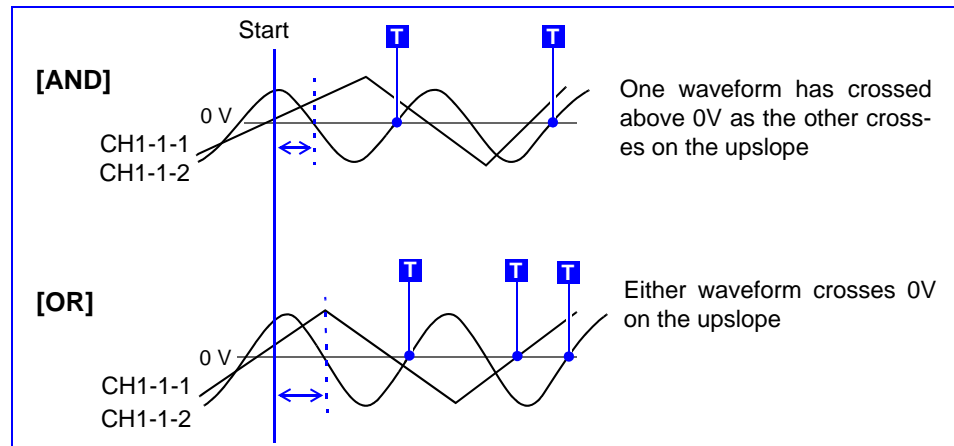 Start
T
T
[AND]
One waveform has crossed
above 0V as the other cross-
es on the upslope
0 V
CH1-1-1
CH1-1-2
T
T
T
[OR]
Either waveform crosses 0V
on the upslope
0 V
CH1-1-1
CH1-1-2